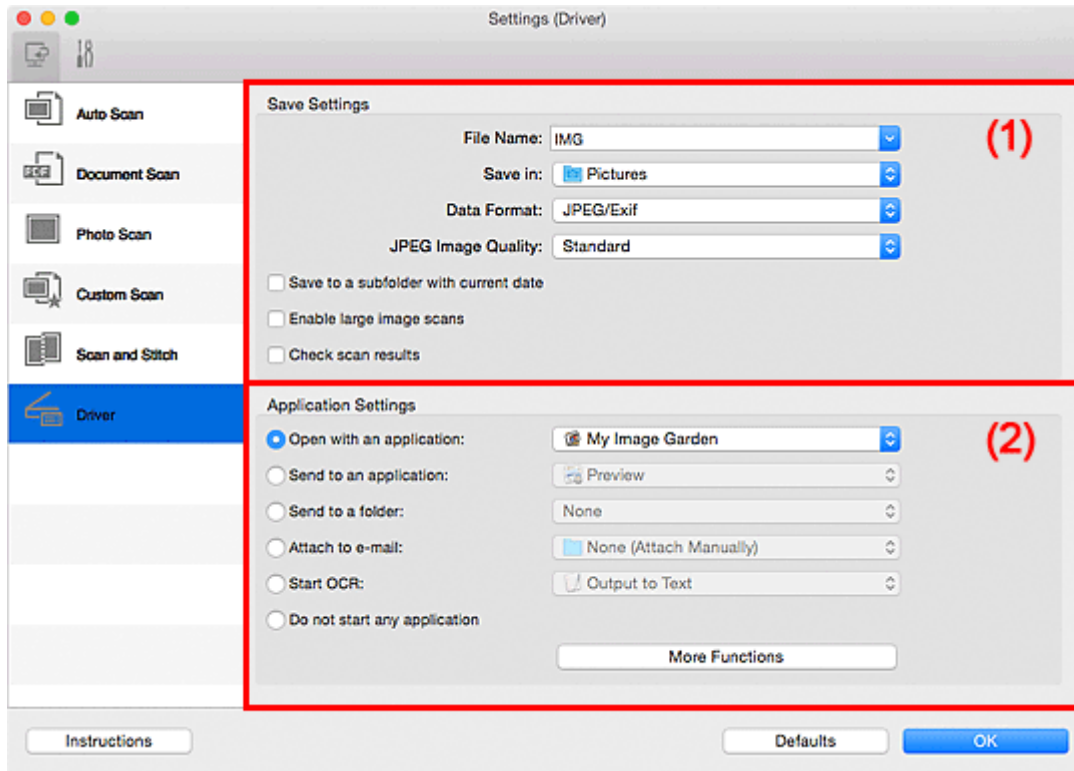 Settings (Driver)
Auto Scan
PDF
Document Scan
Photo Scan
Custom Scan
Scan and Stitch
Driver
Save Settings
(1)
File Name: IMG
Save in: Pictures
Data Format: JPEG/Exif
JPEG Image Quality: Standard
Save to a subfolder with current date
Enable large image scans
Check scan results
Application Settings
(2)
Open with an application: My Image Garden
Send to an application: Preview
Send to a folder: None
Attach to e-mail: None (Attach Manually)
Start OCR: Output to Text
Do not start any application
More Functions
Instructions
Defaults
OK